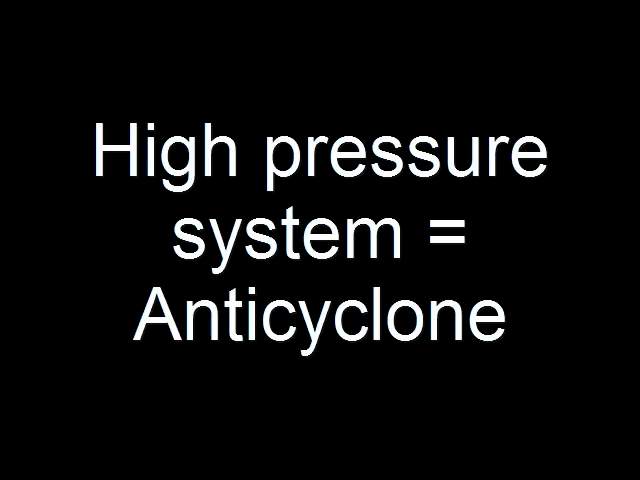 High pressure
system =
Anticyclone